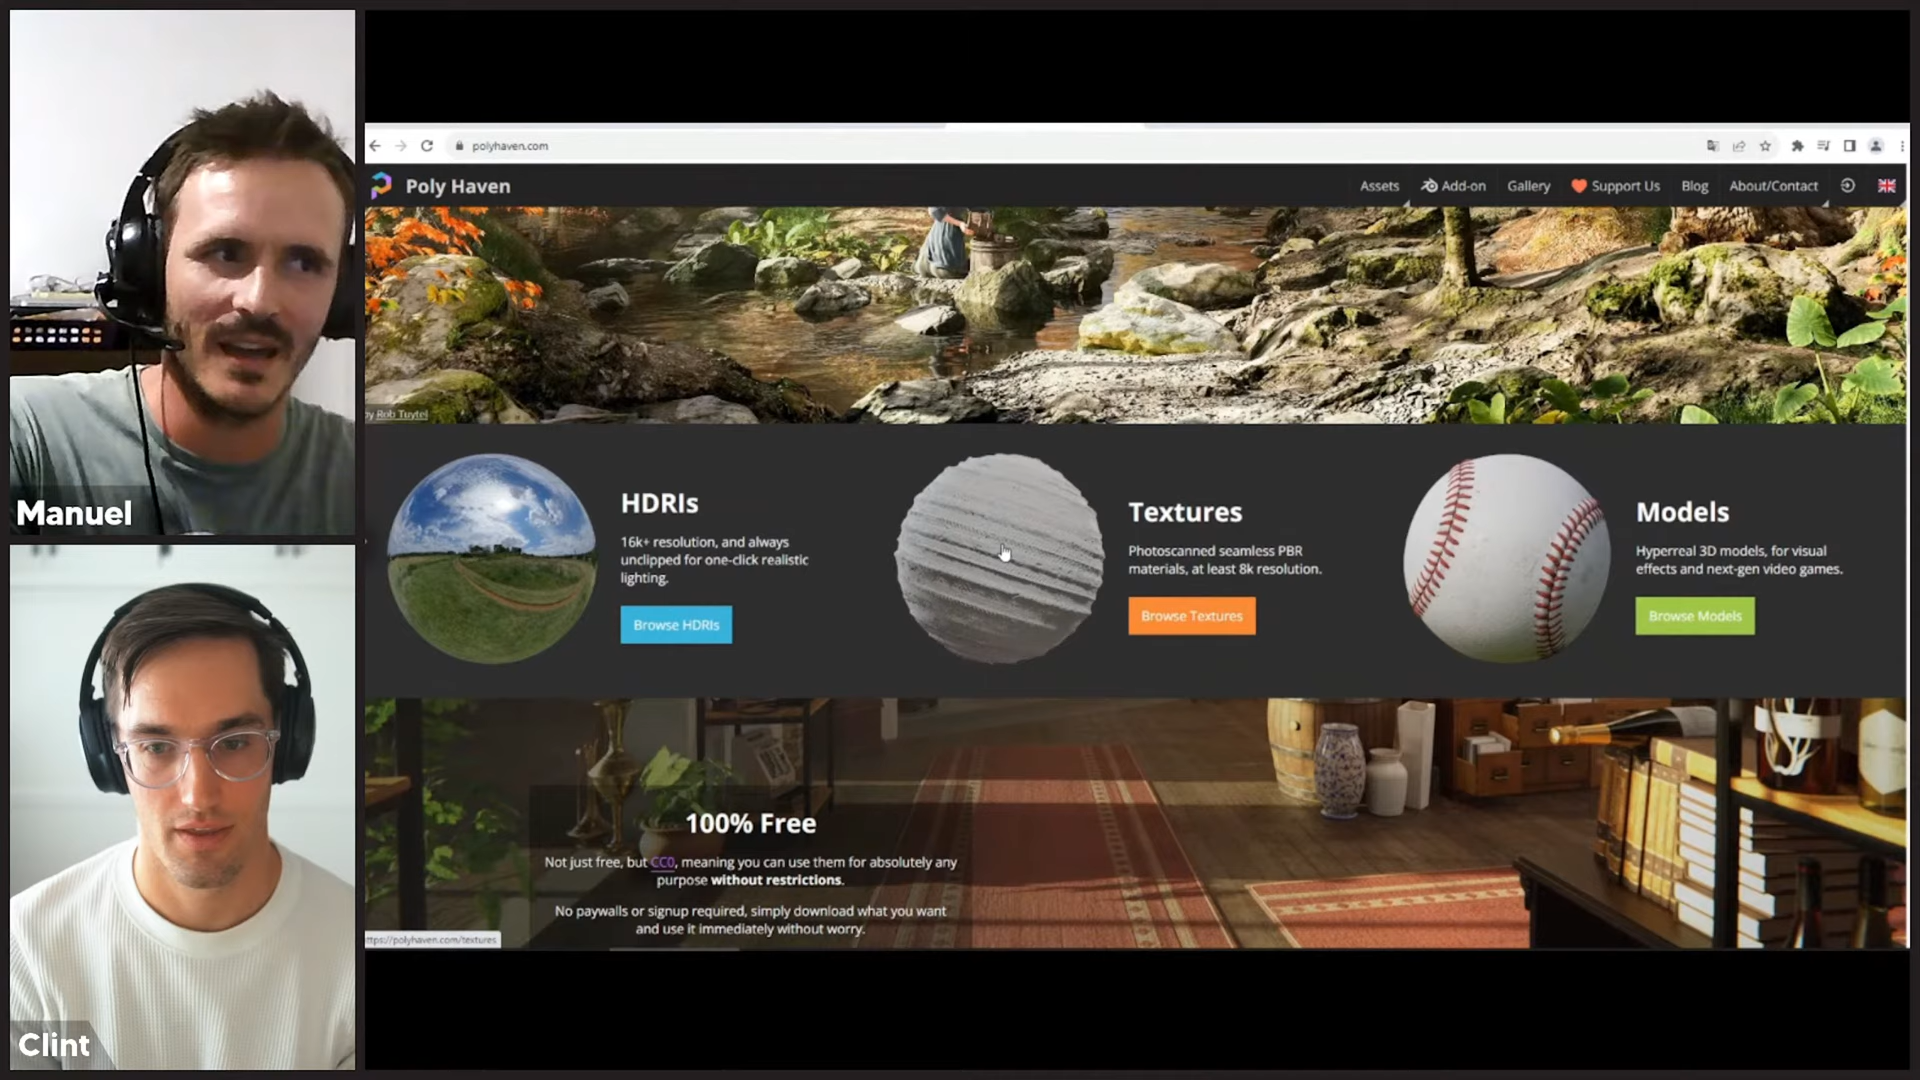 Manuel
Clint
polyhaven.com
Poly Haven
Assets
Add-on
Gallery
Support Us
Blog
About/Contact
by Rob Tuytel
HDRIs
16k+ resolution, and always
unclipped for one-click realistic
lighting.
Browse HDRIs
Textures
Photoscanned seamless PBR
materials, at least 8k resolution.
Browse Textures
Models
Hyperreal 3D models, for visual
effects and next-gen video games.
Browse Models
100% Free
Not just free, but CC0, meaning you can use them for absolutely any
purpose without restrictions.
No paywalls or signup required, simply download what you want
and use it immediately without worry.
ttps://polyhaven.com/textures